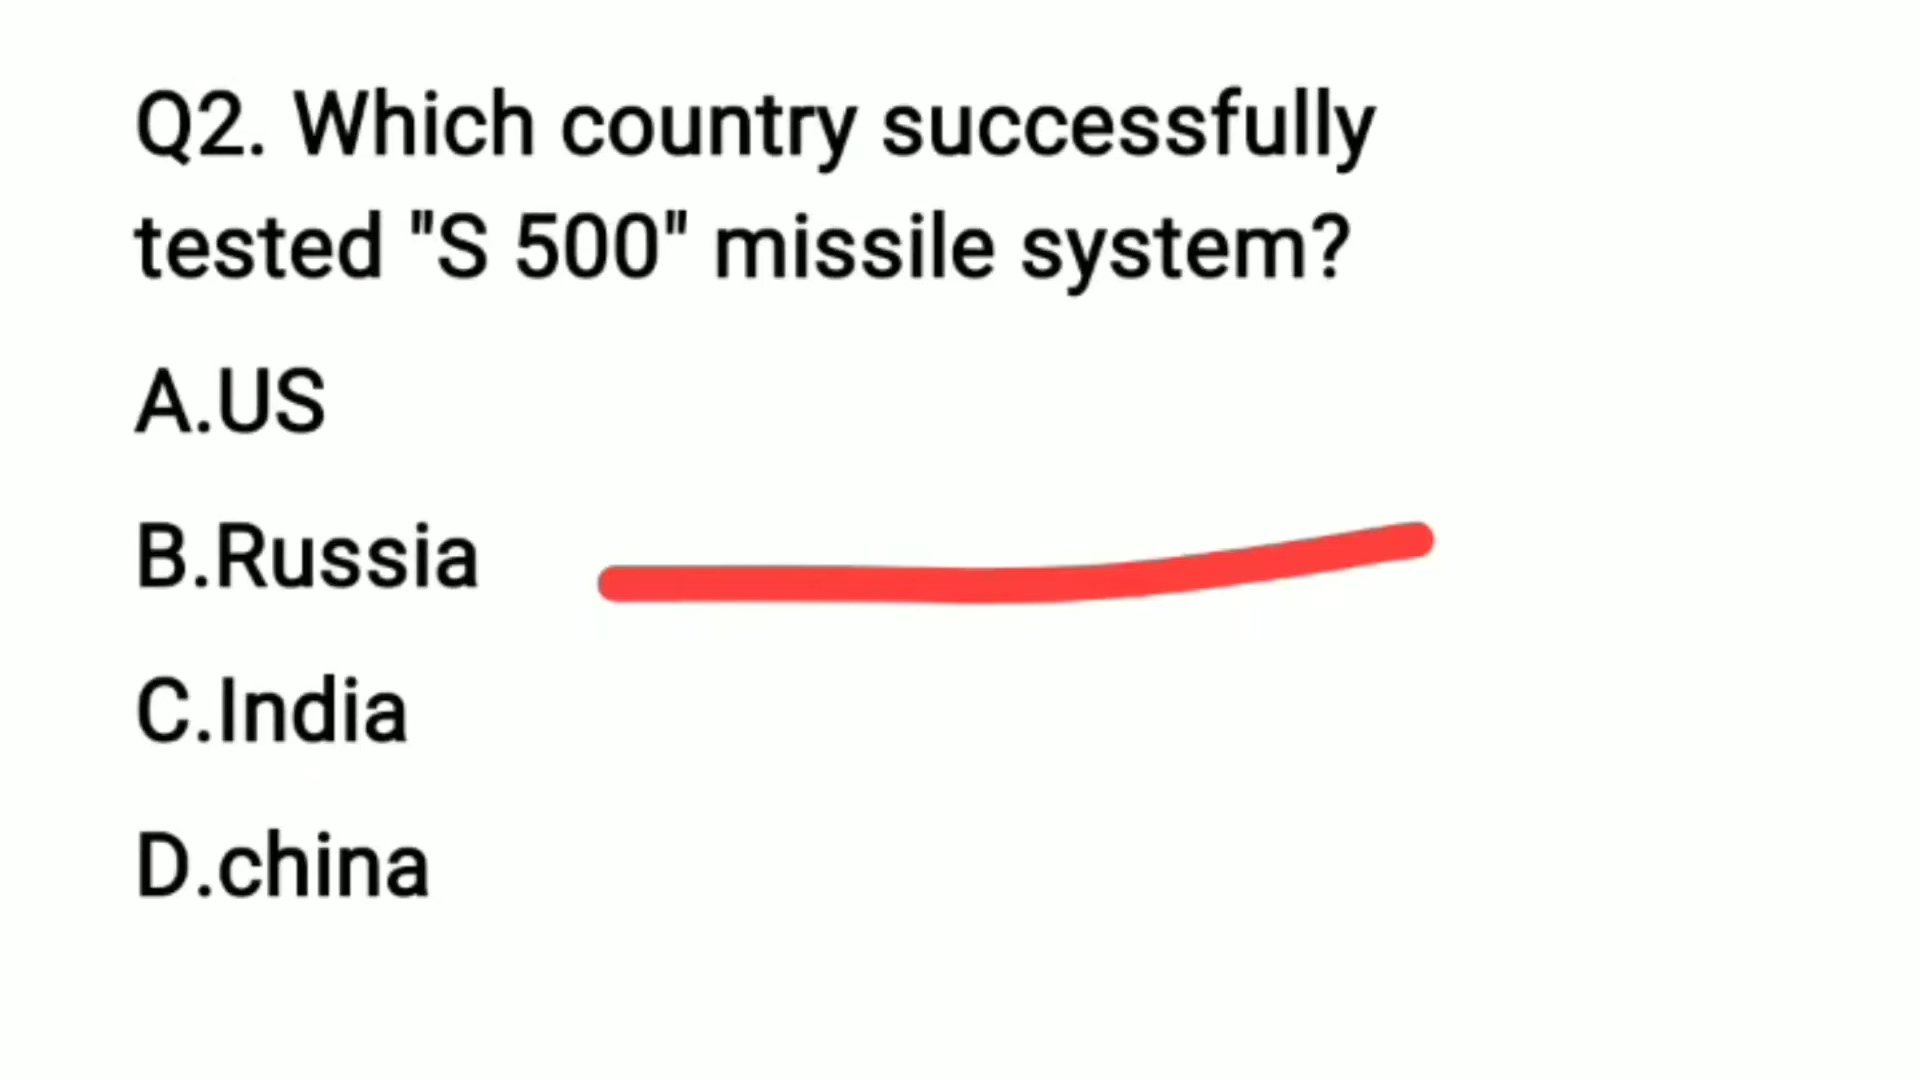 Q2. Which country successfully
tested "S 500" missile system?
A.US
B.Russia
C.India
D.china